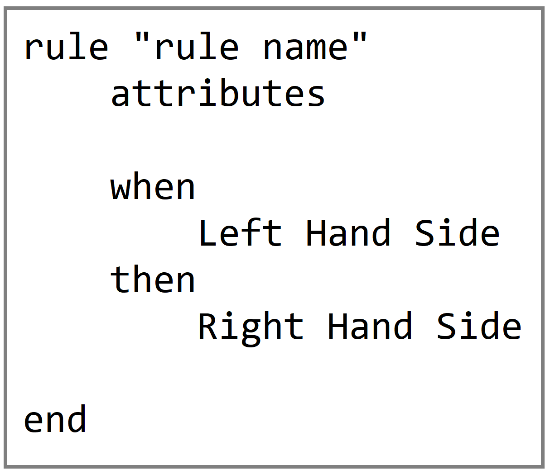 rule "rule name"
attributes
when
Left Hand Side
then
Right Hand Side
end